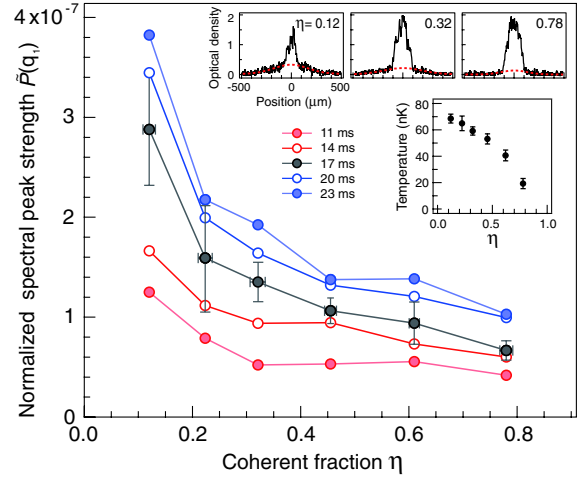 4x10⁻⁷
3
2
1
0
Normalized spectral peak strength P̃(q₁)
0.0
0.2
0.4
0.6
0.8
Coherent fraction η
Optical density
2
1
0
η= 0.12
0.32
0.78
-500
0
500
Position (μm)
11 ms
14 ms
17 ms
20 ms
23 ms
Temperature (nK)
80
60
40
20
0
0.0
0.5
1.0
η